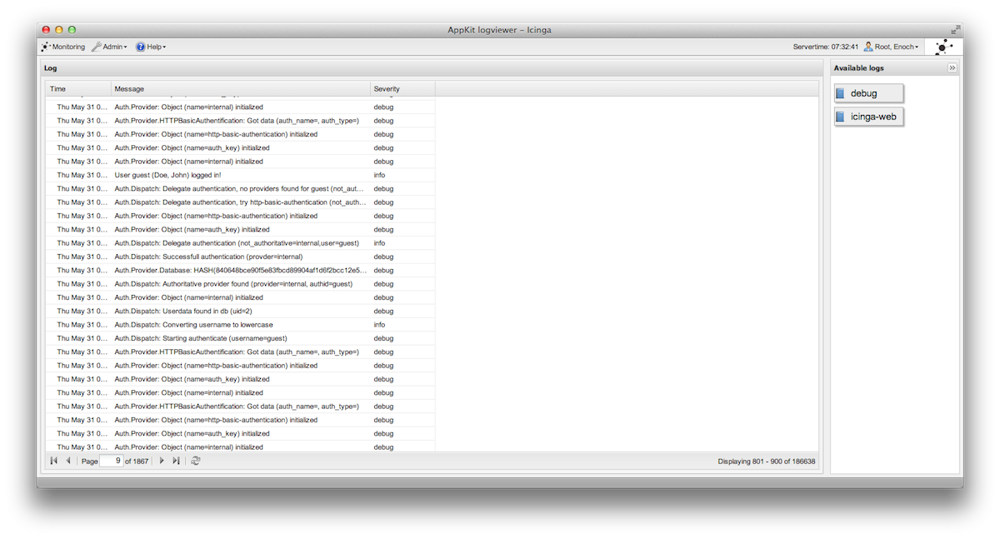 AppKit logviewer – Icinga
Monitoring Admin Help Servertime: 07:32:41 Root, Enoch
Log
Time Message Severity
Thu May 31 0... Auth.Provider: Object (name=internal) initialized debug
Thu May 31 0... Auth.Provider.HTTPBasicAuthentification: Got data (auth_name=, auth_type=) debug
Thu May 31 0... Auth.Provider: Object (name=http-basic-authentication) initialized debug
Thu May 31 0... Auth.Provider: Object (name=auth_key) initialized debug
Thu May 31 0... Auth.Provider: Object (name=internal) initialized debug
Thu May 31 0... User guest (Doe, John) logged in! info
Thu May 31 0... Auth.Dispatch: Delegate authentication, no providers found for guest (not_aut... debug
Thu May 31 0... Auth.Dispatch: Delegate authentication, try http-basic-authentication (not_auth... debug
Thu May 31 0... Auth.Provider: Object (name=http-basic-authentication) initialized debug
Thu May 31 0... Auth.Provider: Object (name=auth_key) initialized debug
Thu May 31 0... Auth.Dispatch: Delegate authentication (not_authoritative=internal,user=guest) info
Thu May 31 0... Auth.Dispatch: Successfull authentication (provder=internal) debug
Thu May 31 0... Auth.Provider.Database: HASH(840648bce90f5e83fbcd89904af1d6f2bcc12e5... debug
Thu May 31 0... Auth.Dispatch: Authoritative provider found (provider=internal, authid=guest) debug
Thu May 31 0... Auth.Provider: Object (name=internal) initialized debug
Thu May 31 0... Auth.Dispatch: Userdata found in db (uid=2) debug
Thu May 31 0... Auth.Dispatch: Converting username to lowercase info
Thu May 31 0... Auth.Dispatch: Starting authenticate (username=guest) debug
Thu May 31 0... Auth.Provider.HTTPBasicAuthentification: Got data (auth_name=, auth_type=) debug
Thu May 31 0... Auth.Provider: Object (name=http-basic-authentication) initialized debug
Thu May 31 0... Auth.Provider: Object (name=auth_key) initialized debug
Thu May 31 0... Auth.Provider: Object (name=internal) initialized debug
Thu May 31 0... Auth.Provider.HTTPBasicAuthentification: Got data (auth_name=, auth_type=) debug
Thu May 31 0... Auth.Provider: Object (name=http-basic-authentication) initialized debug
Thu May 31 0... Auth.Provider: Object (name=auth_key) initialized debug
Thu May 31 0... Auth.Provider: Object (name=internal) initialized debug
Page 9 of 1867 Displaying 801 - 900 of 186638
Available logs
debug
icinga-web